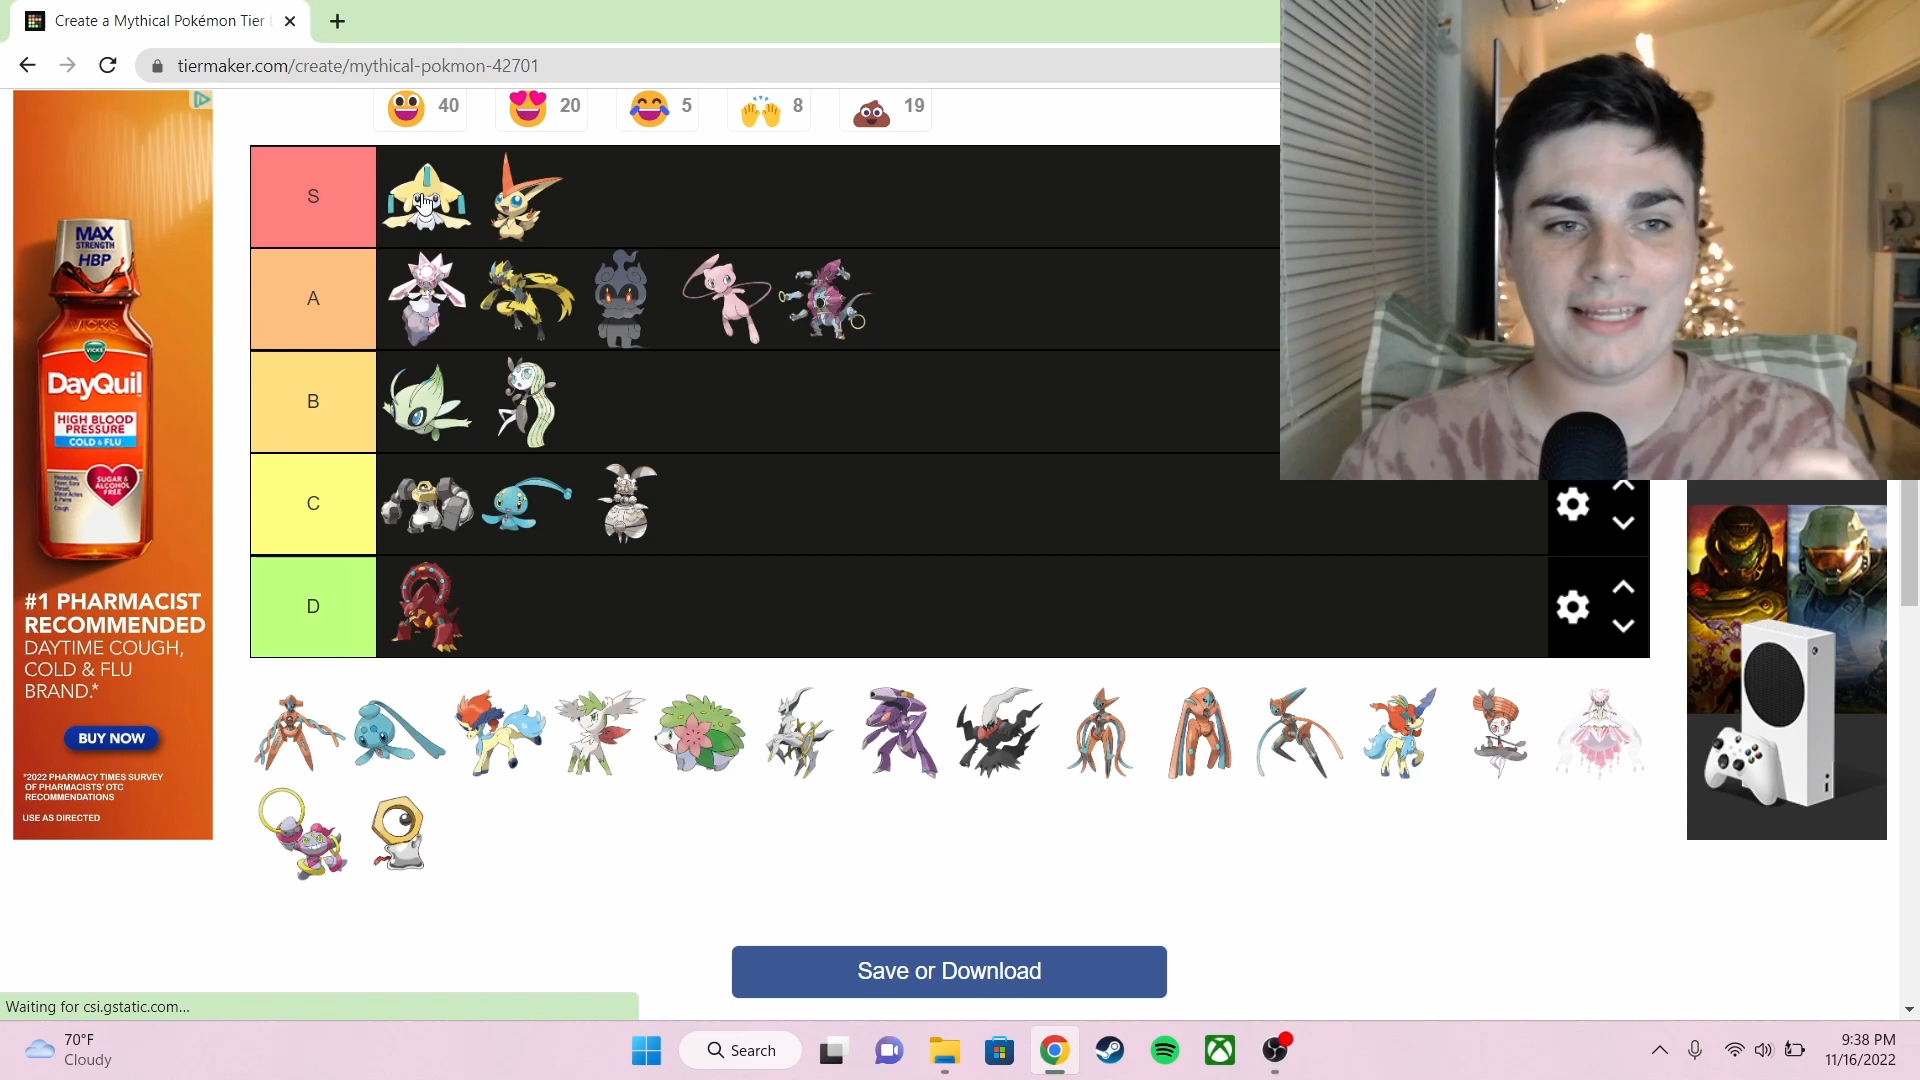 Create a Mythical Pokémon Tier
tiermaker.com/create/mythical-pokmon-42701
40
20
5
8
19
S
A
B
C
D
MAX
STRENGTH
HBP
VICKS
VICKS
DayQuil
HIGH BLOOD
PRESSURE
COLD & FLU
SUGAR &
ALCOHOL
FREE
#1 PHARMACIST
RECOMMENDED
DAYTIME COUGH,
COLD & FLU
BRAND.*
BUY NOW
*2022 PHARMACY TIMES SURVEY
OF PHARMACISTS' OTC
RECOMMENDATIONS
USE AS DIRECTED
Save or Download
Waiting for csi.gstatic.com...
70°F
Cloudy
Search
9:38 PM
11/16/2022